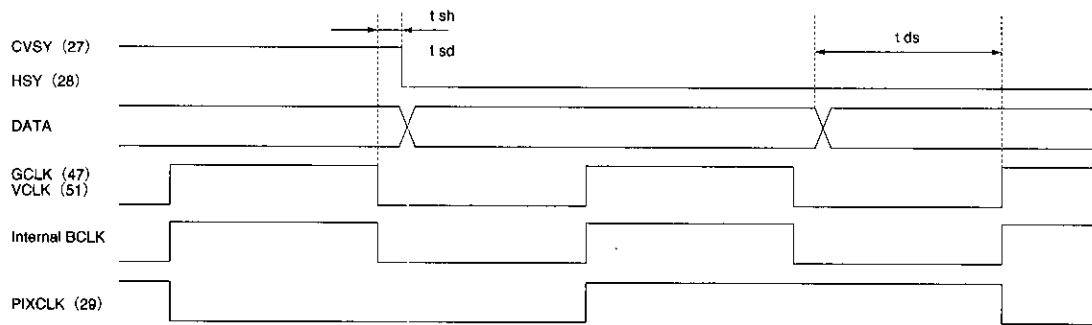 t sh
CVSY (27)
t sd
t ds
HSY (28)
DATA
GCLK (47)
VCLK (51)
Internal BCLK
PIXCLK (29)